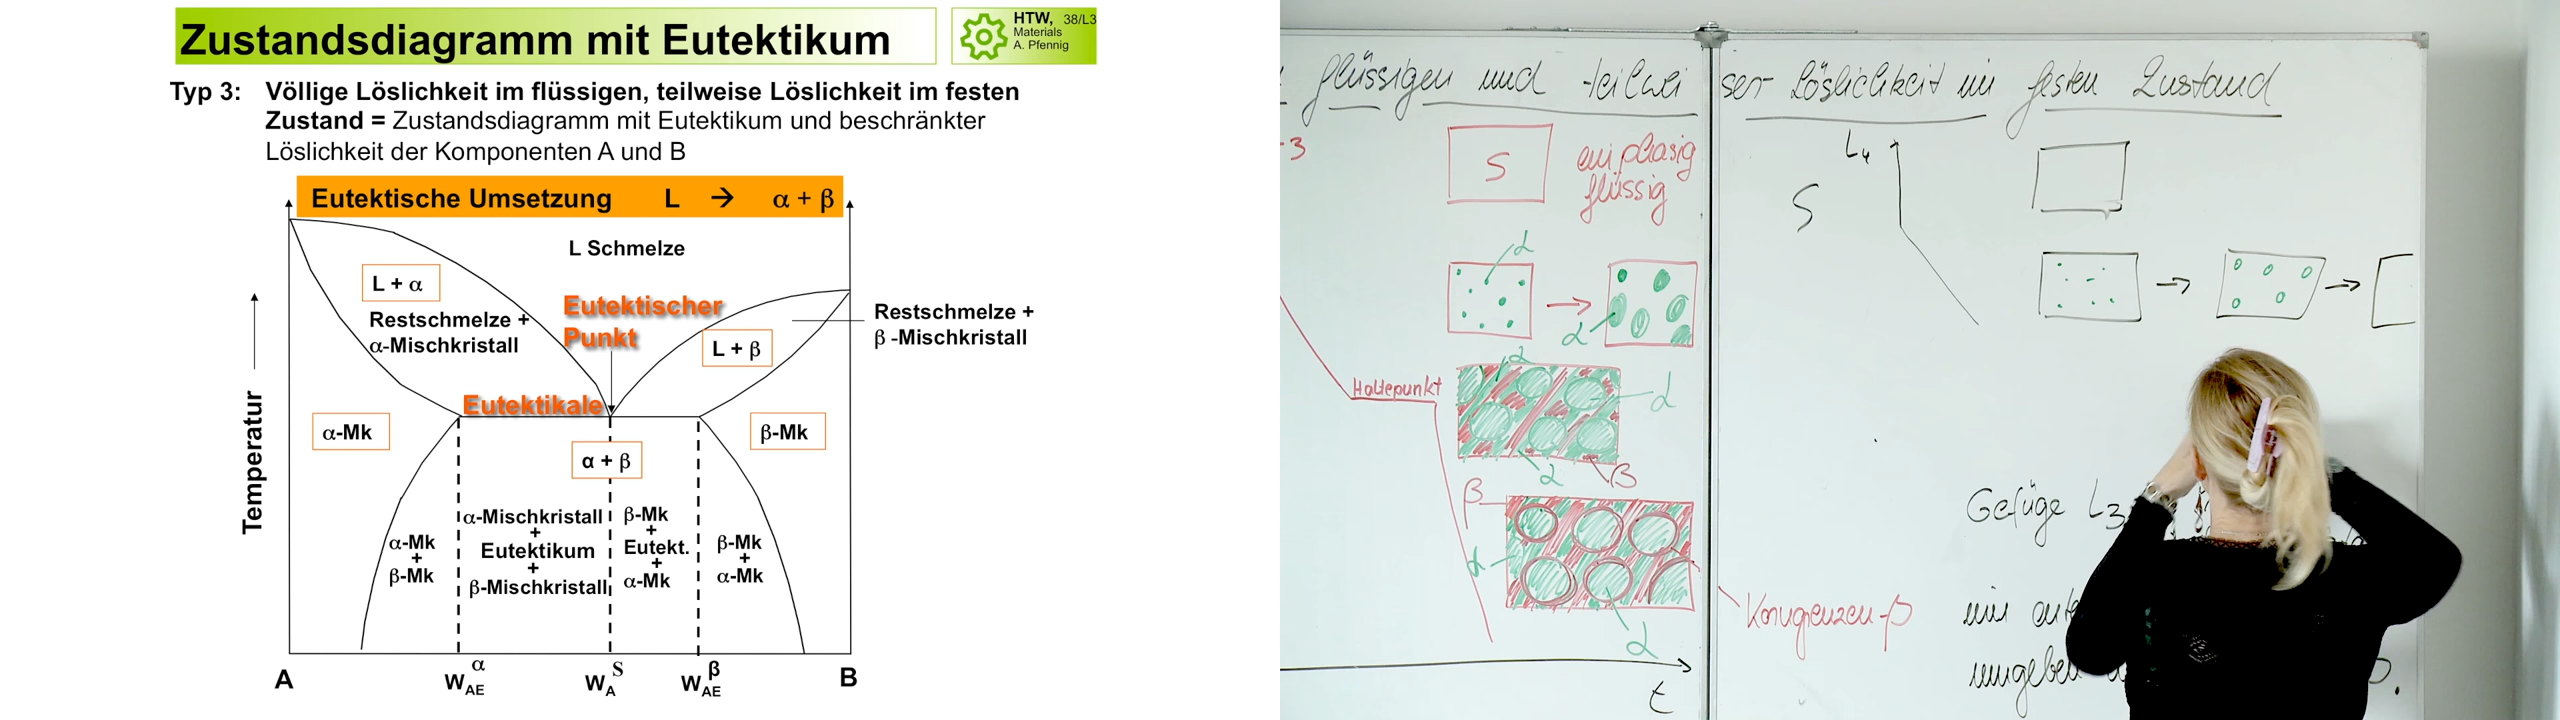 Zustandsdiagramm mit Eutektikum
HTW, 38/L3
Materials
A. Pfennig
Typ 3: Völlige Löslichkeit im flüssigen, teilweise Löslichkeit im festen
Zustand = Zustandsdiagramm mit Eutektikum und beschränkter
Löslichkeit der Komponenten A und B
Eutektische Umsetzung L → α + β
L Schmelze
L + α
Restschmelze +
α-Mischkristall
Eutektischer
Punkt
L + β
Restschmelze +
β -Mischkristall
Temperatur
Eutektikale
α-Mk
β-Mk
α + β
α-Mk
+
β-Mk
α-Mischkristall
+
Eutektikum
+
β-Mischkristall
β-Mk
+
Eutekt.
+
α-Mk
β-Mk
+
α-Mk
A
W AE α
W A S
W AE β
B
flüssigen und teilweiser Löslichkeit im festen Zustand
3
S
einphasig
flüssig
α
α
Haltepunkt
α
α
α
β
β
α
α
t
Korngrenzen-β
L4
S
Gefüge L3
umgeben